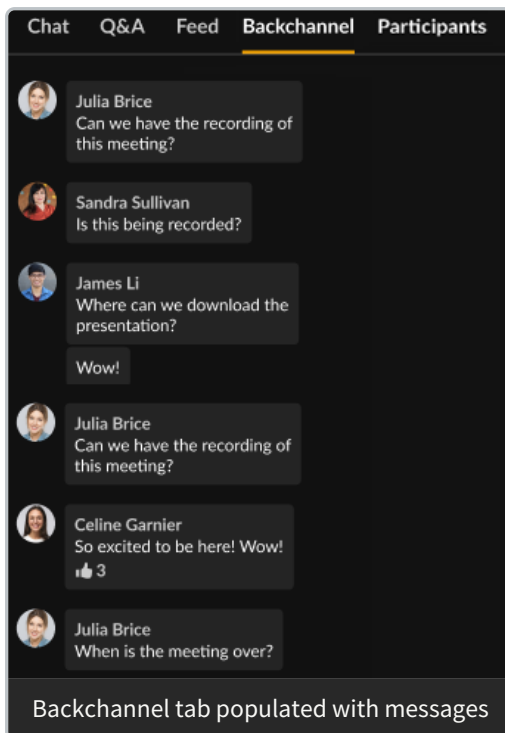 Chat Q&A Feed Backchannel Participants
Julia Brice
Can we have the recording of
this meeting?
Sandra Sullivan
Is this being recorded?
James Li
Where can we download the
presentation?
Wow!
Julia Brice
Can we have the recording of
this meeting?
Celine Garnier
So excited to be here! Wow!
3
Julia Brice
When is the meeting over?
Backchannel tab populated with messages